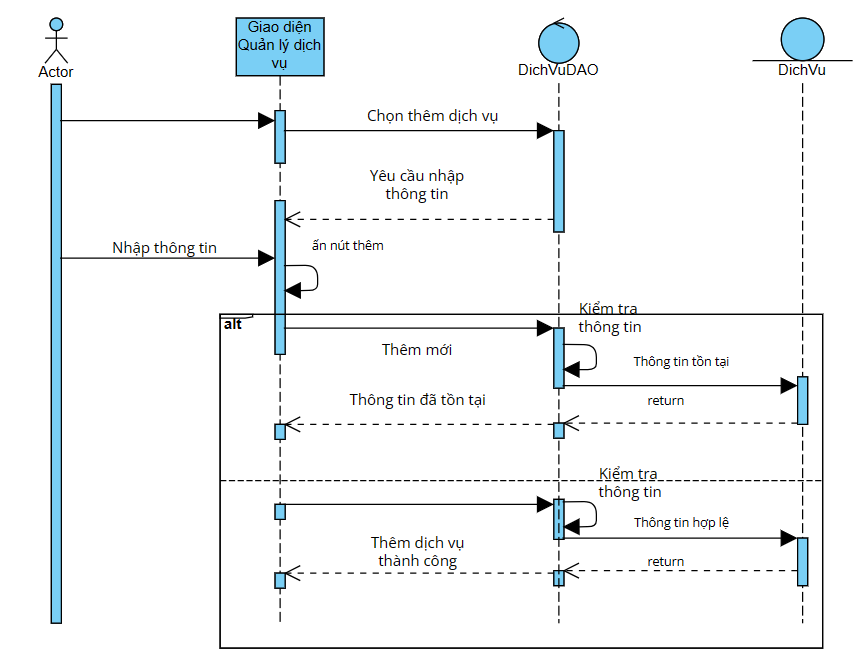 Giao diện
Quản lý dịch
vụ
Actor
DichVuDAO
DichVu
Chọn thêm dịch vụ
Yêu cầu nhập
thông tin
Nhập thông tin
ấn nút thêm
alt
Kiểm tra
thông tin
Thêm mới
Thông tin tồn tại
Thông tin đã tồn tại
return
Kiểm tra
thông tin
Thông tin hợp lệ
Thêm dịch vụ
thành công
return